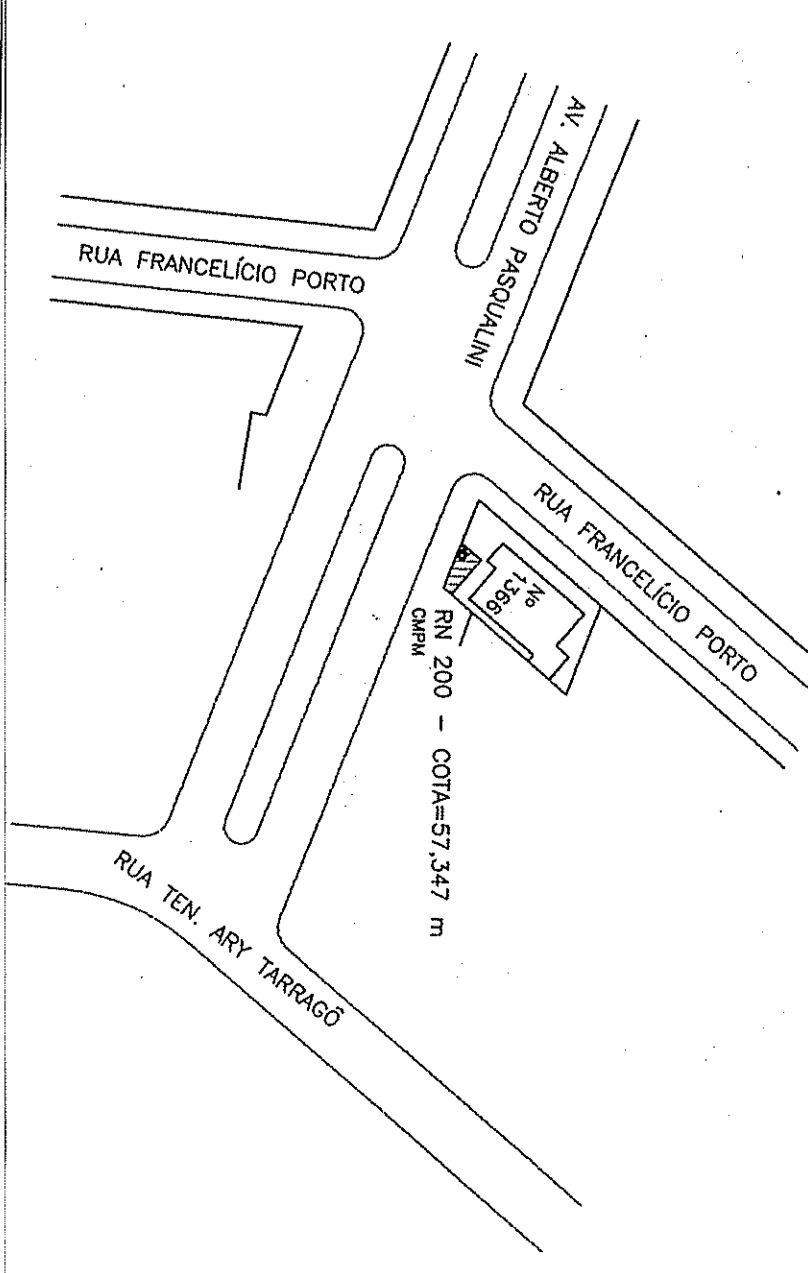 AV. ALBERTO PASQUALINI
RUA FRANCELÍCIO PORTO
RUA FRANCELÍCIO PORTO
Nº
1366
RN 200 - COTA=57,347 m
CMPM
RUA TEN. ARY TARRAGÔ